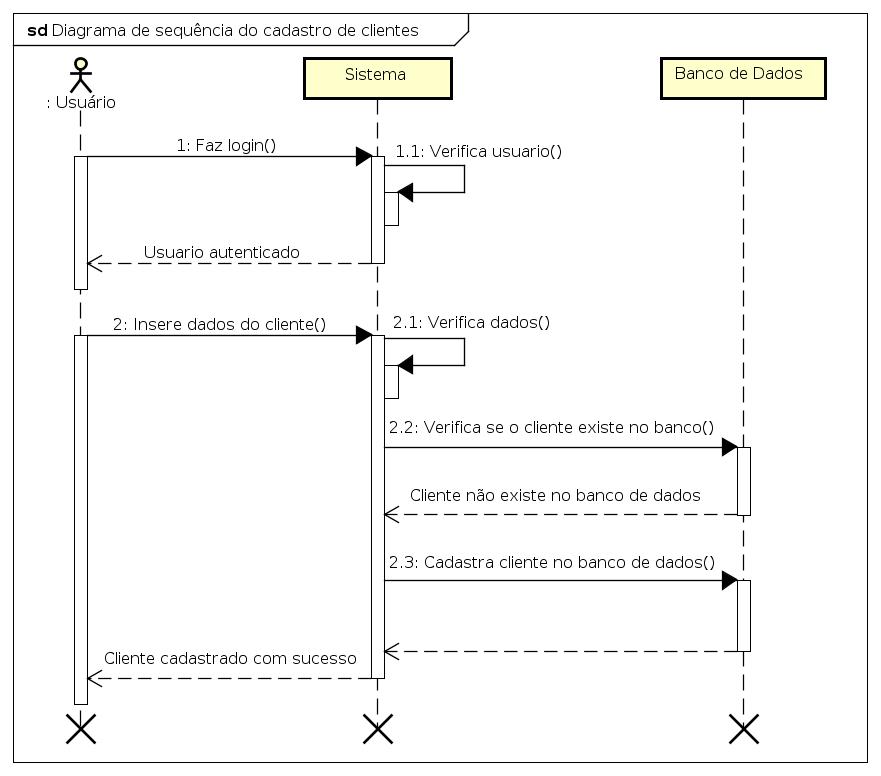 sd Diagrama de sequência do cadastro de clientes
: Usuário
Sistema
Banco de Dados
1: Faz login()
1.1: Verifica usuario()
Usuario autenticado
2: Insere dados do cliente()
2.1: Verifica dados()
2.2: Verifica se o cliente existe no banco()
Cliente não existe no banco de dados
2.3: Cadastra cliente no banco de dados()
Cliente cadastrado com sucesso